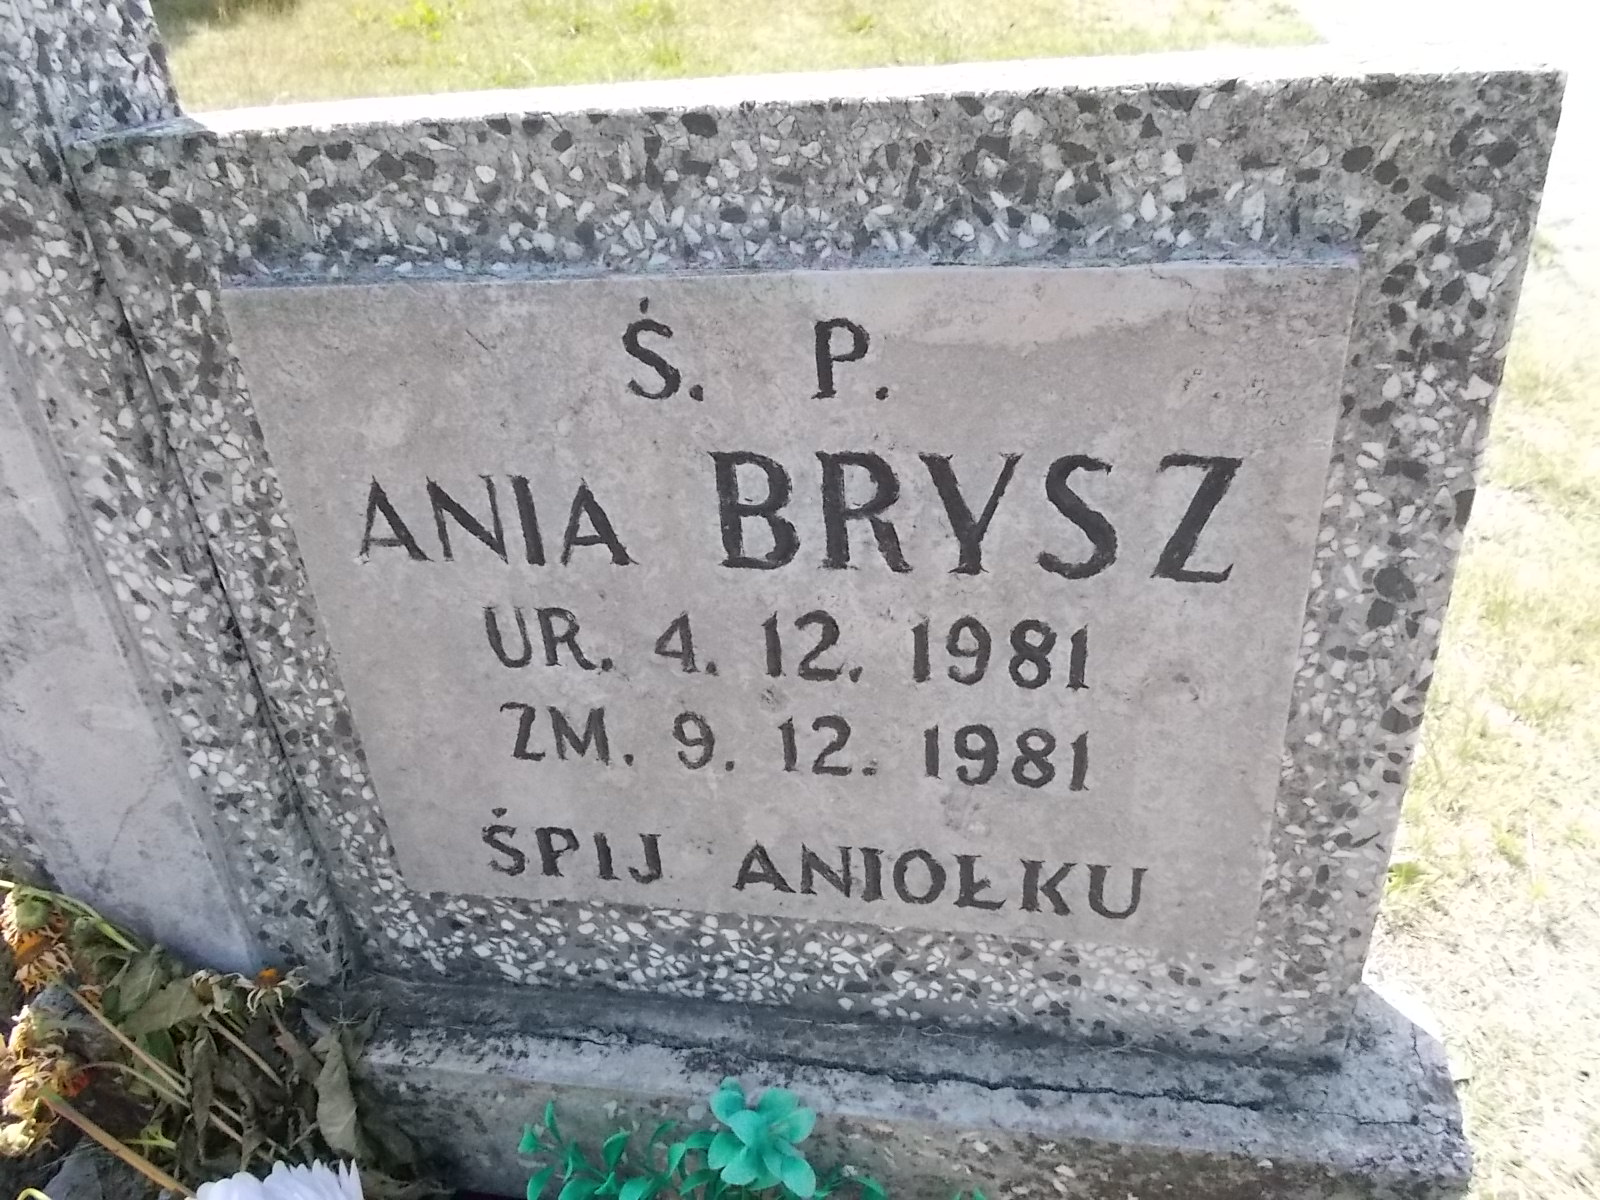 Ś. P.
ANIA BRYSZ
UR. 4. 12. 1981
ZM. 9. 12. 1981
ŚPIJ ANIOŁKU